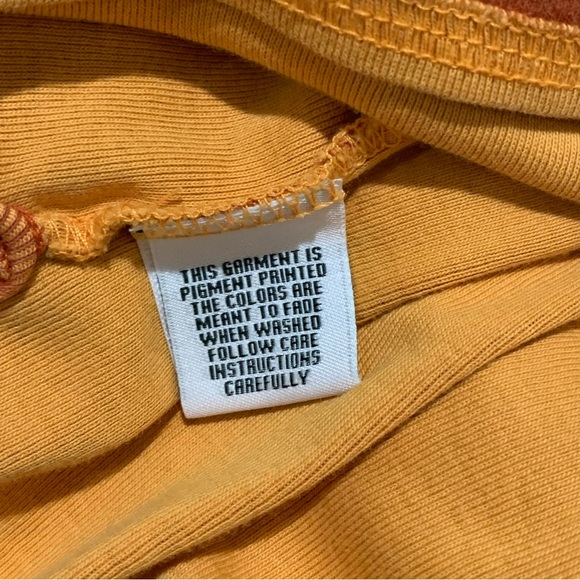 THIS GARMENT IS
PIGMENT PRINTED
THE COLORS ARE
MEANT TO FADE
WHEN WASHED
FOLLOW CARE
INSTRUCTIONS
CAREFULLY